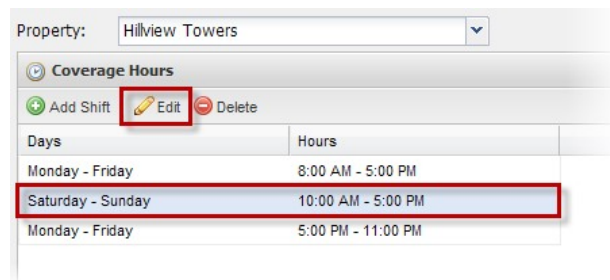 Property: Hillview Towers
Coverage Hours
Add Shift Edit Delete
Days Hours
Monday - Friday 8:00 AM - 5:00 PM
Saturday - Sunday 10:00 AM - 5:00 PM
Monday - Friday 5:00 PM - 11:00 PM